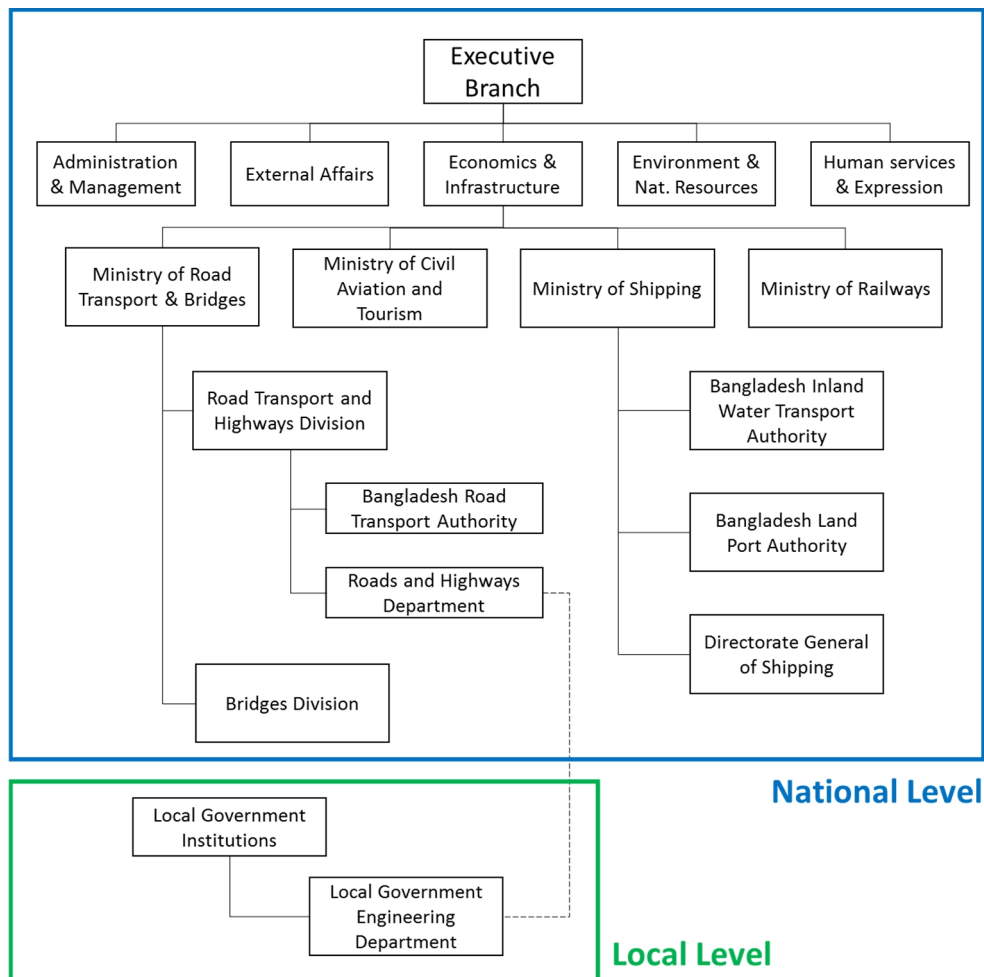 Executive
Branch
Administration
& Management
External Affairs
Economics &
Infrastructure
Environment &
Nat. Resources
Human services
& Expression
Ministry of Road
Transport & Bridges
Ministry of Civil
Aviation and
Tourism
Ministry of Shipping
Ministry of Railways
Road Transport and
Highways Division
Bangladesh Road
Transport Authority
Roads and Highways
Department
Bridges Division
Bangladesh Inland
Water Transport
Authority
Bangladesh Land
Port Authority
Directorate General
of Shipping
National Level
Local Government
Institutions
Local Government
Engineering
Department
Local Level